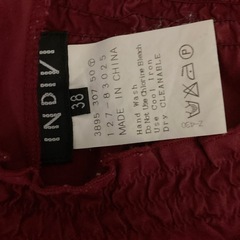 INDIVI
38
3895 307 50①
127-83025
MADE IN CHINA
Hand Wash
Do Not Use Chlorine Bleach
Use Cool Iron
Dry CLEANABLE